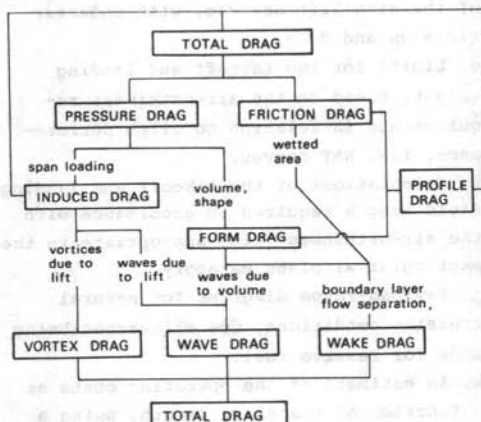 TOTAL DRAG
PRESSURE DRAG
FRICTION DRAG
span loading
wetted
area
PROFILE
DRAG
INDUCED DRAG
volume,
shape
FORM DRAG
vortices
due to
lift
waves due
to lift
waves due
to volume
boundary layer
flow separation,
VORTEX DRAG
WAVE DRAG
WAKE DRAG
TOTAL DRAG